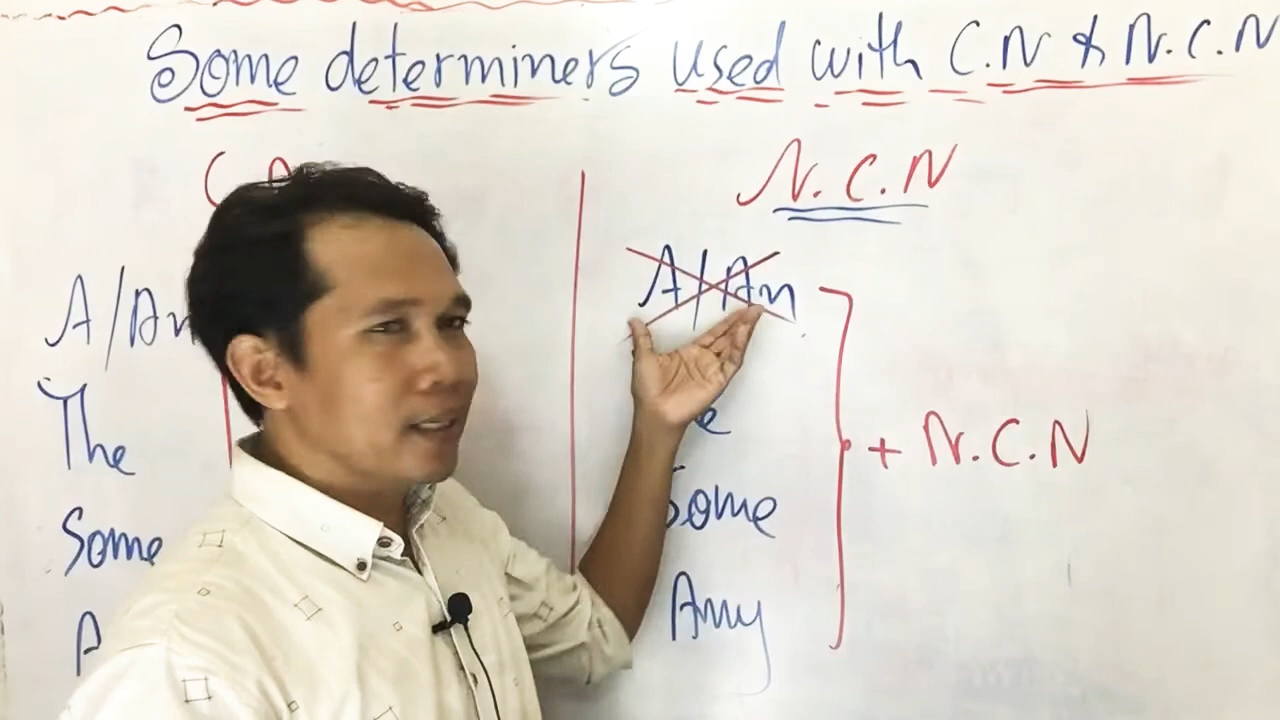 Some determiners used with C.N & N.C.N
N.C.N
A/An
The
Some
A/An
Some
Any
+ N.C.N